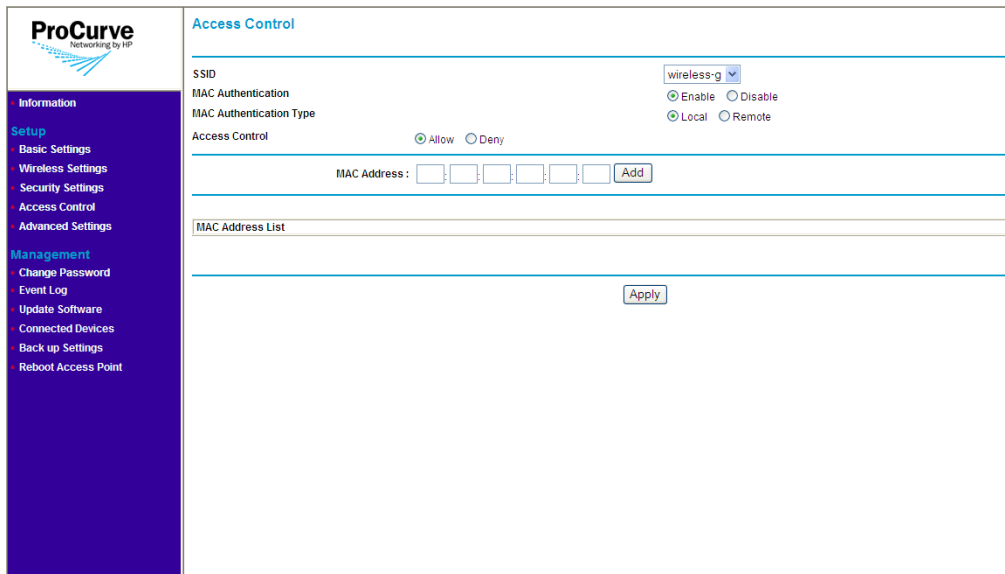 ProCurve
Networking by HP
Information
Setup
Basic Settings
Wireless Settings
Security Settings
Access Control
Advanced Settings
Management
Change Password
Event Log
Update Software
Connected Devices
Back up Settings
Reboot Access Point
Access Control
SSID wireless-g
MAC Authentication Enable Disable
MAC Authentication Type Local Remote
Access Control Allow Deny
MAC Address : : : : : : Add
MAC Address List
Apply